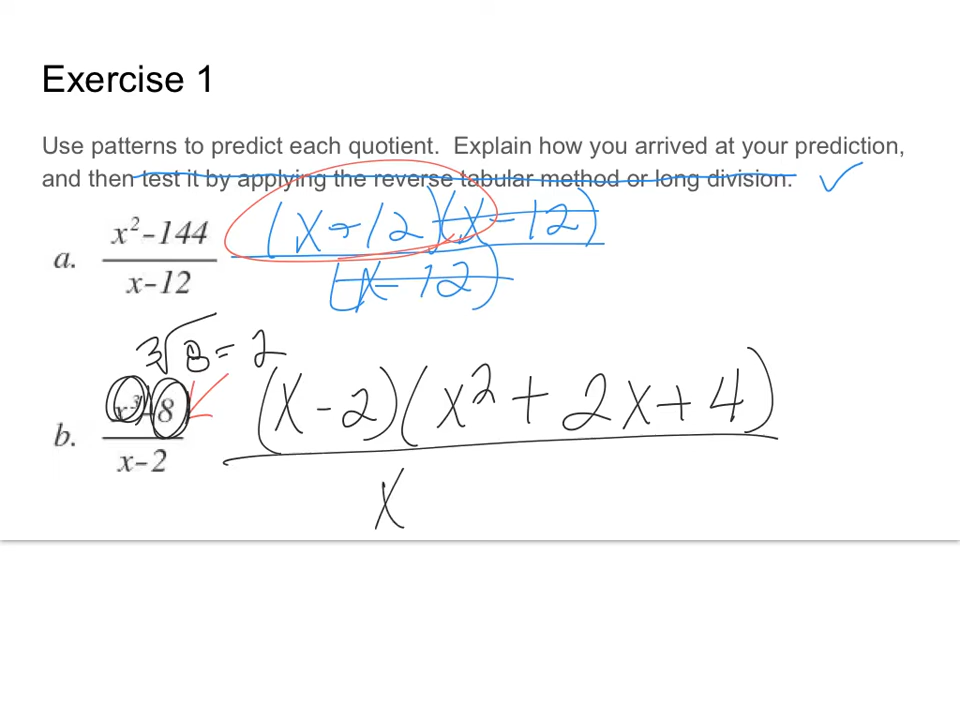 Exercise 1
Use patterns to predict each quotient. Explain how you arrived at your prediction,
and then test it by applying the reverse tabular method or long division.
a. x²-144 / x-12 (x+12)(x-12) / (x-12)
∛8 = 2
b. x³-8 / x-2 (x-2)(x²+2x+4) / x